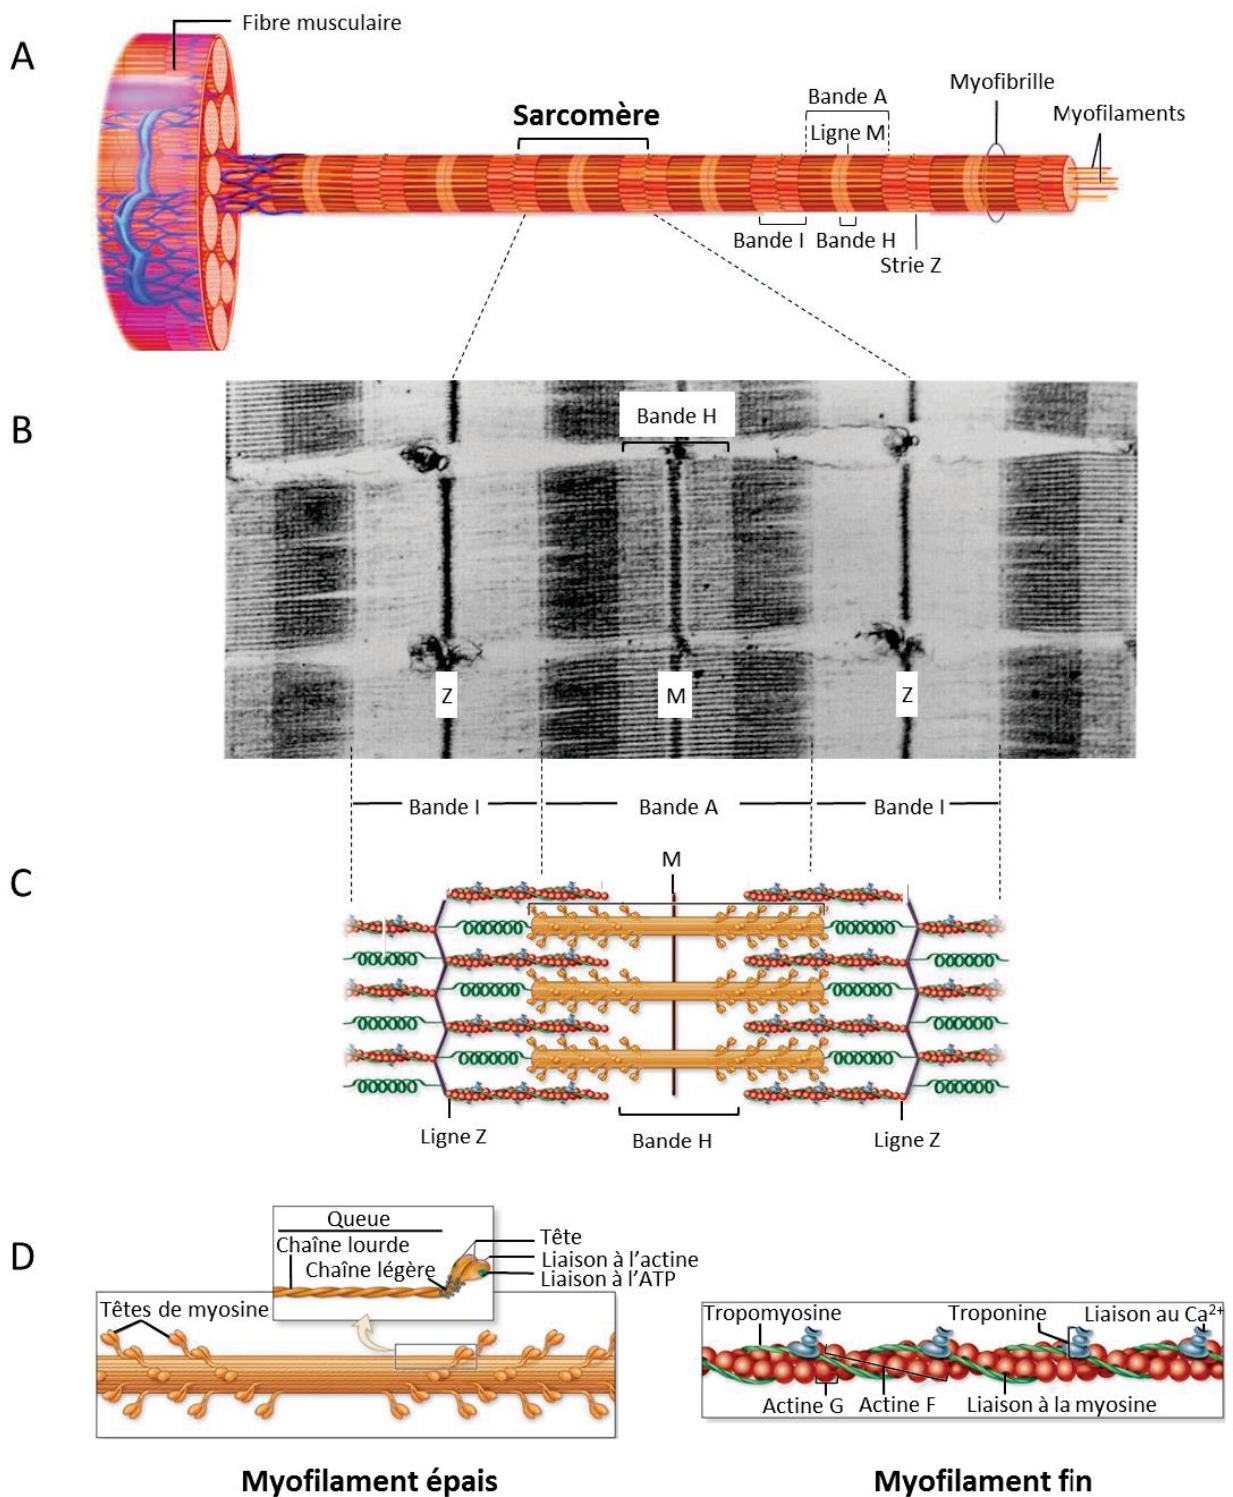 A
Fibre musculaire
Sarcomère
Bande A
Ligne M
Myofibrille
Myofilaments
Bande I
Bande H
Strie Z
B
Bande H
Z
M
Z
Bande I
Bande A
Bande I
C
M
Ligne Z
Bande H
Ligne Z
D
Queue
Chaîne lourde
Chaîne légère
Tête
Liaison à l'actine
Liaison à l'ATP
Têtes de myosine
Tropomyosine
Troponine
Liaison au Ca²⁺
Actine G
Actine F
Liaison à la myosine
Myofilament épais
Myofilament fin